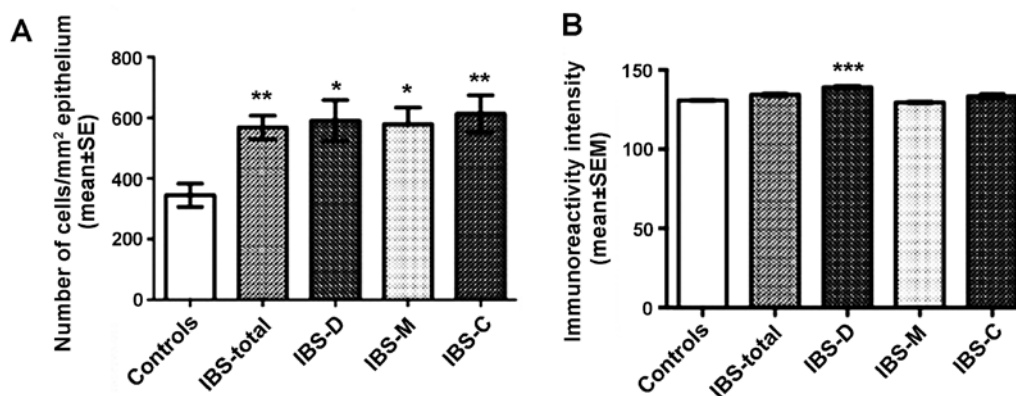 A
Number of cells/mm² epithelium
(mean±SE)
800
600
400
200
0
**
*
*
**
Controls
IBS-total
IBS-D
IBS-M
IBS-C
B
Immunoreactivity intensity
(mean±SEM)
150
100
50
0
***
Controls
IBS-total
IBS-D
IBS-M
IBS-C